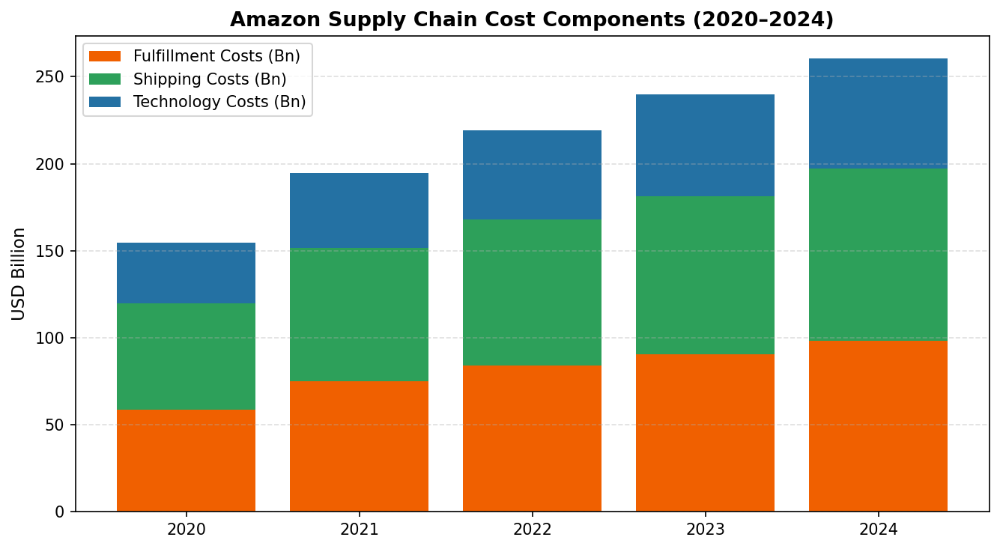 Amazon Supply Chain Cost Components (2020–2024)
Fulfillment Costs (Bn)
Shipping Costs (Bn)
Technology Costs (Bn)
USD Billion
250
200
150
100
50
0
2020
2021
2022
2023
2024